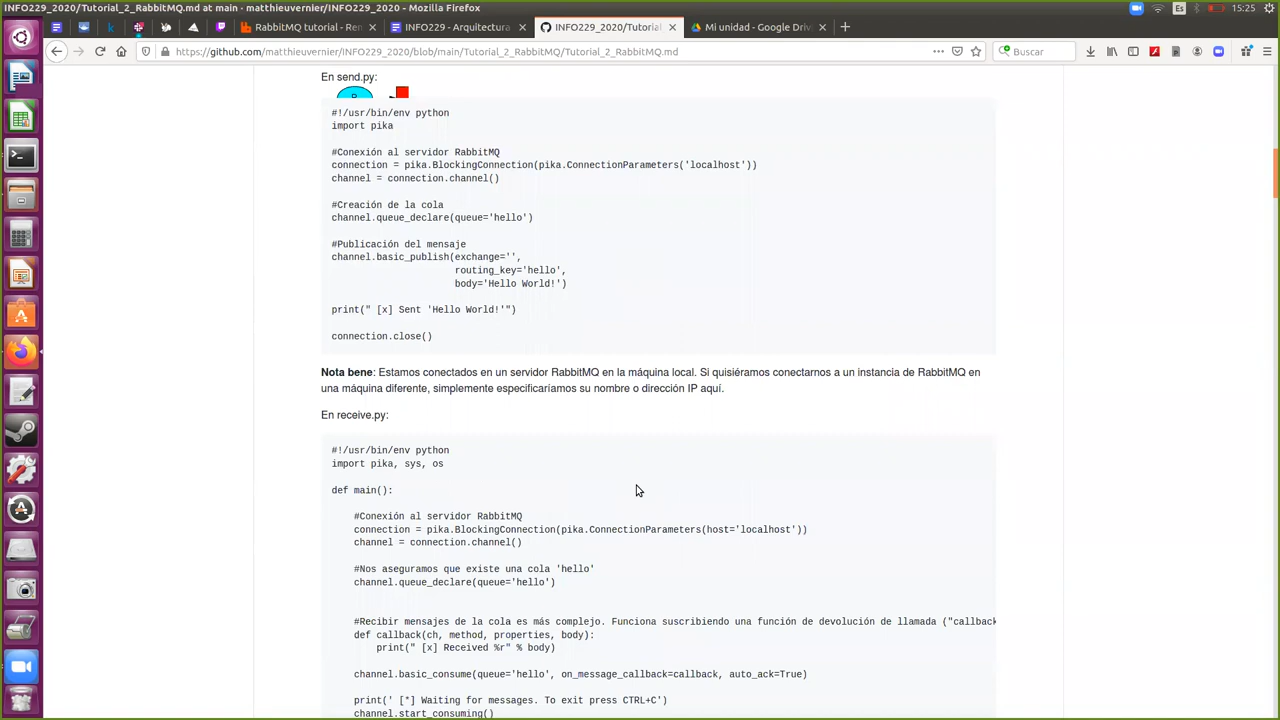 INFO229_2020/Tutorial_2_RabbitMQ.md at main · matthieuvernier/INFO229_2020 - Mozilla Firefox
Es
15:25
RabbitMQ tutorial - Ren
INFO229 - Arquitectura
INFO229_2020/Tutorial
Mi unidad - Google Driv
https://github.com/matthieuvernier/INFO229_2020/blob/main/Tutorial_2_RabbitMQ/Tutorial_2_RabbitMQ.md
Buscar
En send.py:
#!/usr/bin/env python
import pika
#Conexión al servidor RabbitMQ
connection = pika.BlockingConnection(pika.ConnectionParameters('localhost'))
channel = connection.channel()
#Creación de la cola
channel.queue_declare(queue='hello')
#Publicación del mensaje
channel.basic_publish(exchange='',
routing_key='hello',
body='Hello World!')
print(" [x] Sent 'Hello World!'")
connection.close()
Nota bene: Estamos conectados en un servidor RabbitMQ en la máquina local. Si quisiéramos conectarnos a un instancia de RabbitMQ en
una máquina diferente, simplemente especificaríamos su nombre o dirección IP aquí.
En receive.py:
#!/usr/bin/env python
import pika, sys, os
def main():
#Conexión al servidor RabbitMQ
connection = pika.BlockingConnection(pika.ConnectionParameters(host='localhost'))
channel = connection.channel()
#Nos aseguramos que existe una cola 'hello'
channel.queue_declare(queue='hello')
#Recibir mensajes de la cola es más complejo. Funciona suscribiendo una función de devolución de llamada ("callback
def callback(ch, method, properties, body):
print(" [x] Received %r" % body)
channel.basic_consume(queue='hello', on_message_callback=callback, auto_ack=True)
print(' [*] Waiting for messages. To exit press CTRL+C')
channel.start_consuming()